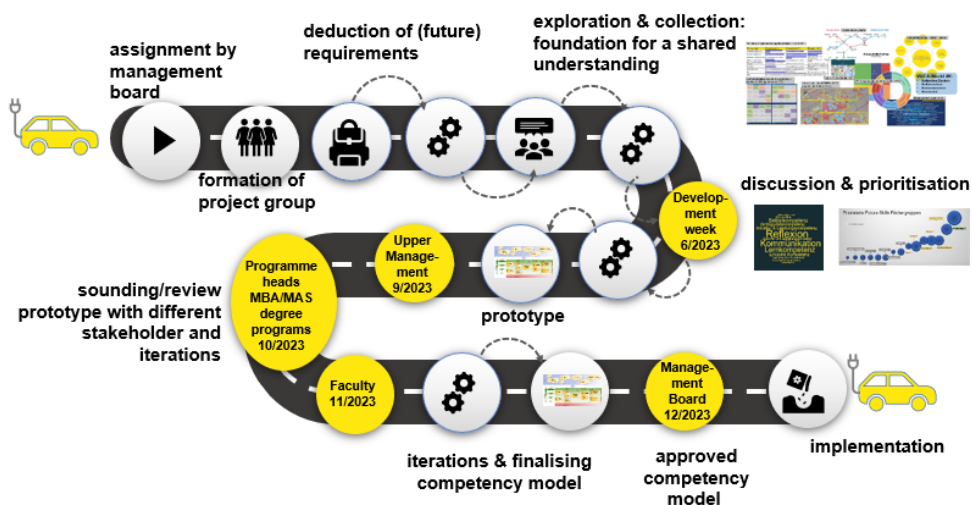 assignment by
management
board
deduction of (future)
requirements
exploration & collection:
foundation for a shared
understanding
formation of
project group
Development
week
6/2023
discussion & prioritisation
Reflexion
Kommunikation
Lernkompetenz
prototype
Upper
Manage-
ment
9/2023
Programme
heads
MBA/MAS
degree
programs
10/2023
sounding/review
prototype with different
stakeholder and
iterations
Faculty
11/2023
iterations & finalising
competency model
Manage-
ment
Board
12/2023
approved
competency
model
implementation